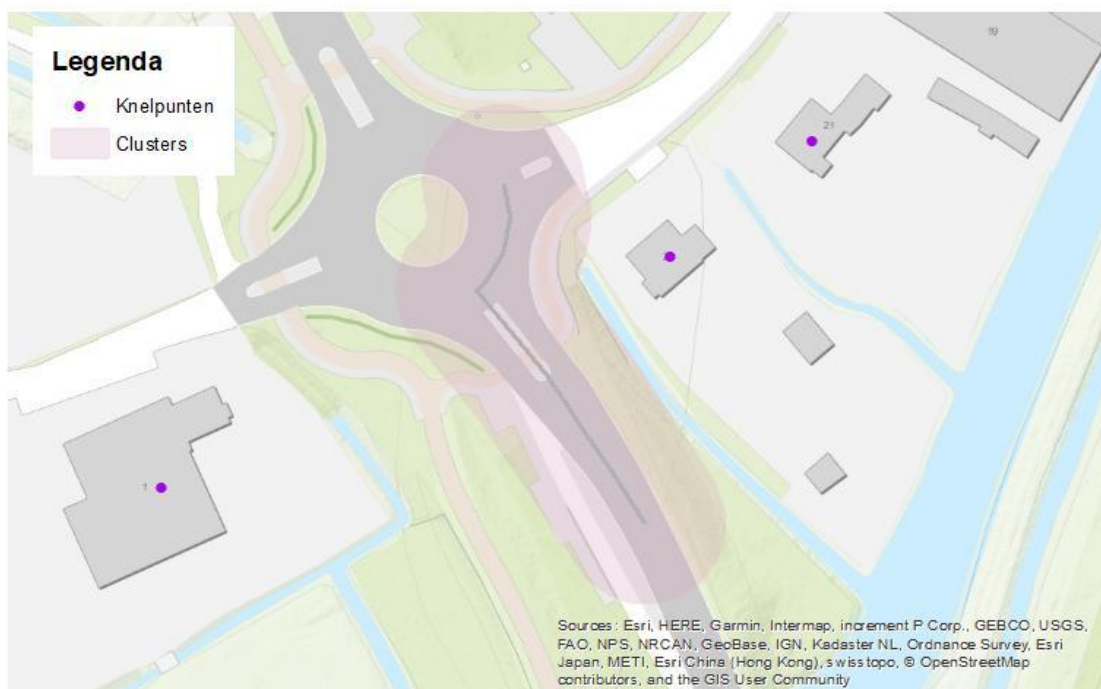 Legenda
Knelpunten
Clusters
19
21
1
Sources: Esri, HERE, Garmin, Intermap, increment P Corp., GEBCO, USGS,
FAO, NPS, NRCAN, GeoBase, IGN, Kadaster NL, Ordnance Survey, Esri
Japan, METI, Esri China (Hong Kong), swisstopo, © OpenStreetMap
contributors, and the GIS User Community